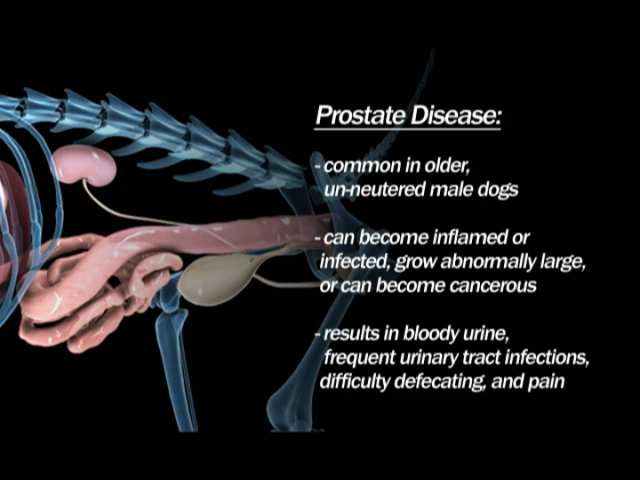 Prostate Disease:
- common in older,
un-neutered male dogs
- can become inflamed or
infected, grow abnormally large,
or can become cancerous
- results in bloody urine,
frequent urinary tract infections,
difficulty defecating, and pain